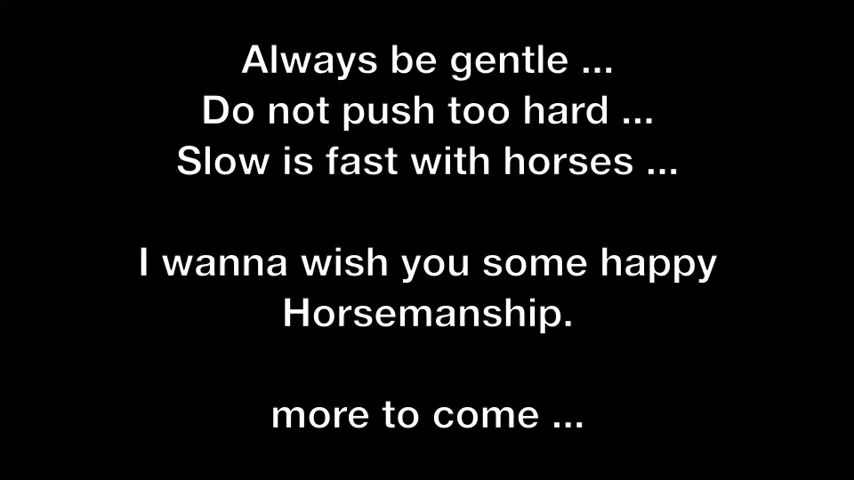 Always be gentle ...
Do not push too hard ...
Slow is fast with horses ...
I wanna wish you some happy
Horsemanship.
more to come ...